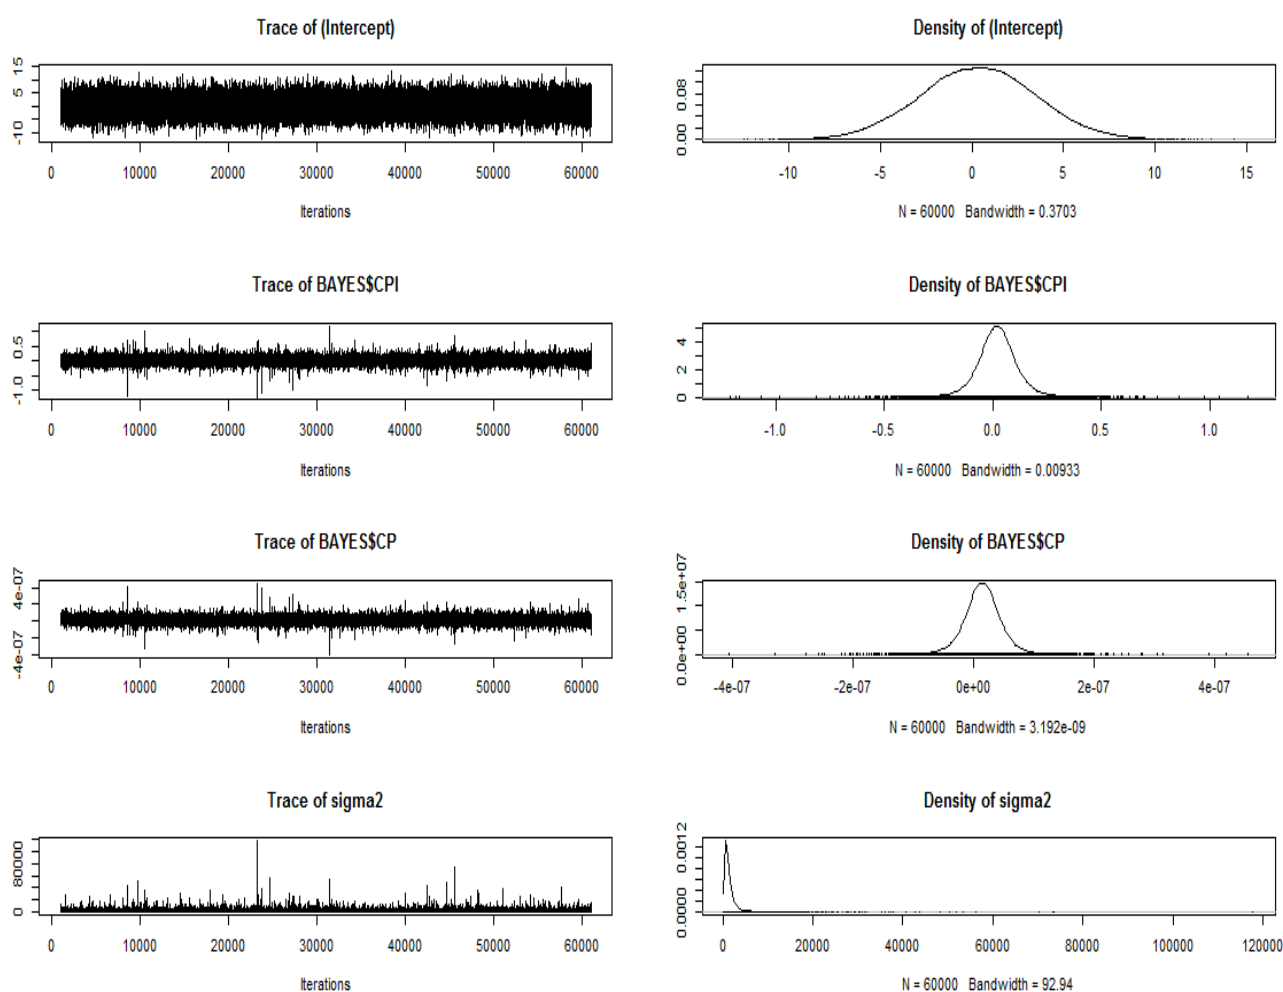 Trace of (Intercept)
Density of (Intercept)
-10 5 15
0 10000 20000 30000 40000 50000 60000
Iterations
0.00 0.08
-10 -5 0 5 10 15
N = 60000 Bandwidth = 0.3703
Trace of BAYES$CPI
Density of BAYES$CPI
-1.0 0.5
0 10000 20000 30000 40000 50000 60000
Iterations
0 2 4
-1.0 -0.5 0.0 0.5 1.0
N = 60000 Bandwidth = 0.00933
Trace of BAYES$CP
Density of BAYES$CP
-4e-07 4e-07
0 10000 20000 30000 40000 50000 60000
Iterations
0.0e+00 1.5e+07
-4e-07 -2e-07 0e+00 2e-07 4e-07
N = 60000 Bandwidth = 3.192e-09
Trace of sigma2
Density of sigma2
0 80000
0 10000 20000 30000 40000 50000 60000
Iterations
0.0000 0.0012
0 20000 40000 60000 80000 100000 120000
N = 60000 Bandwidth = 92.94